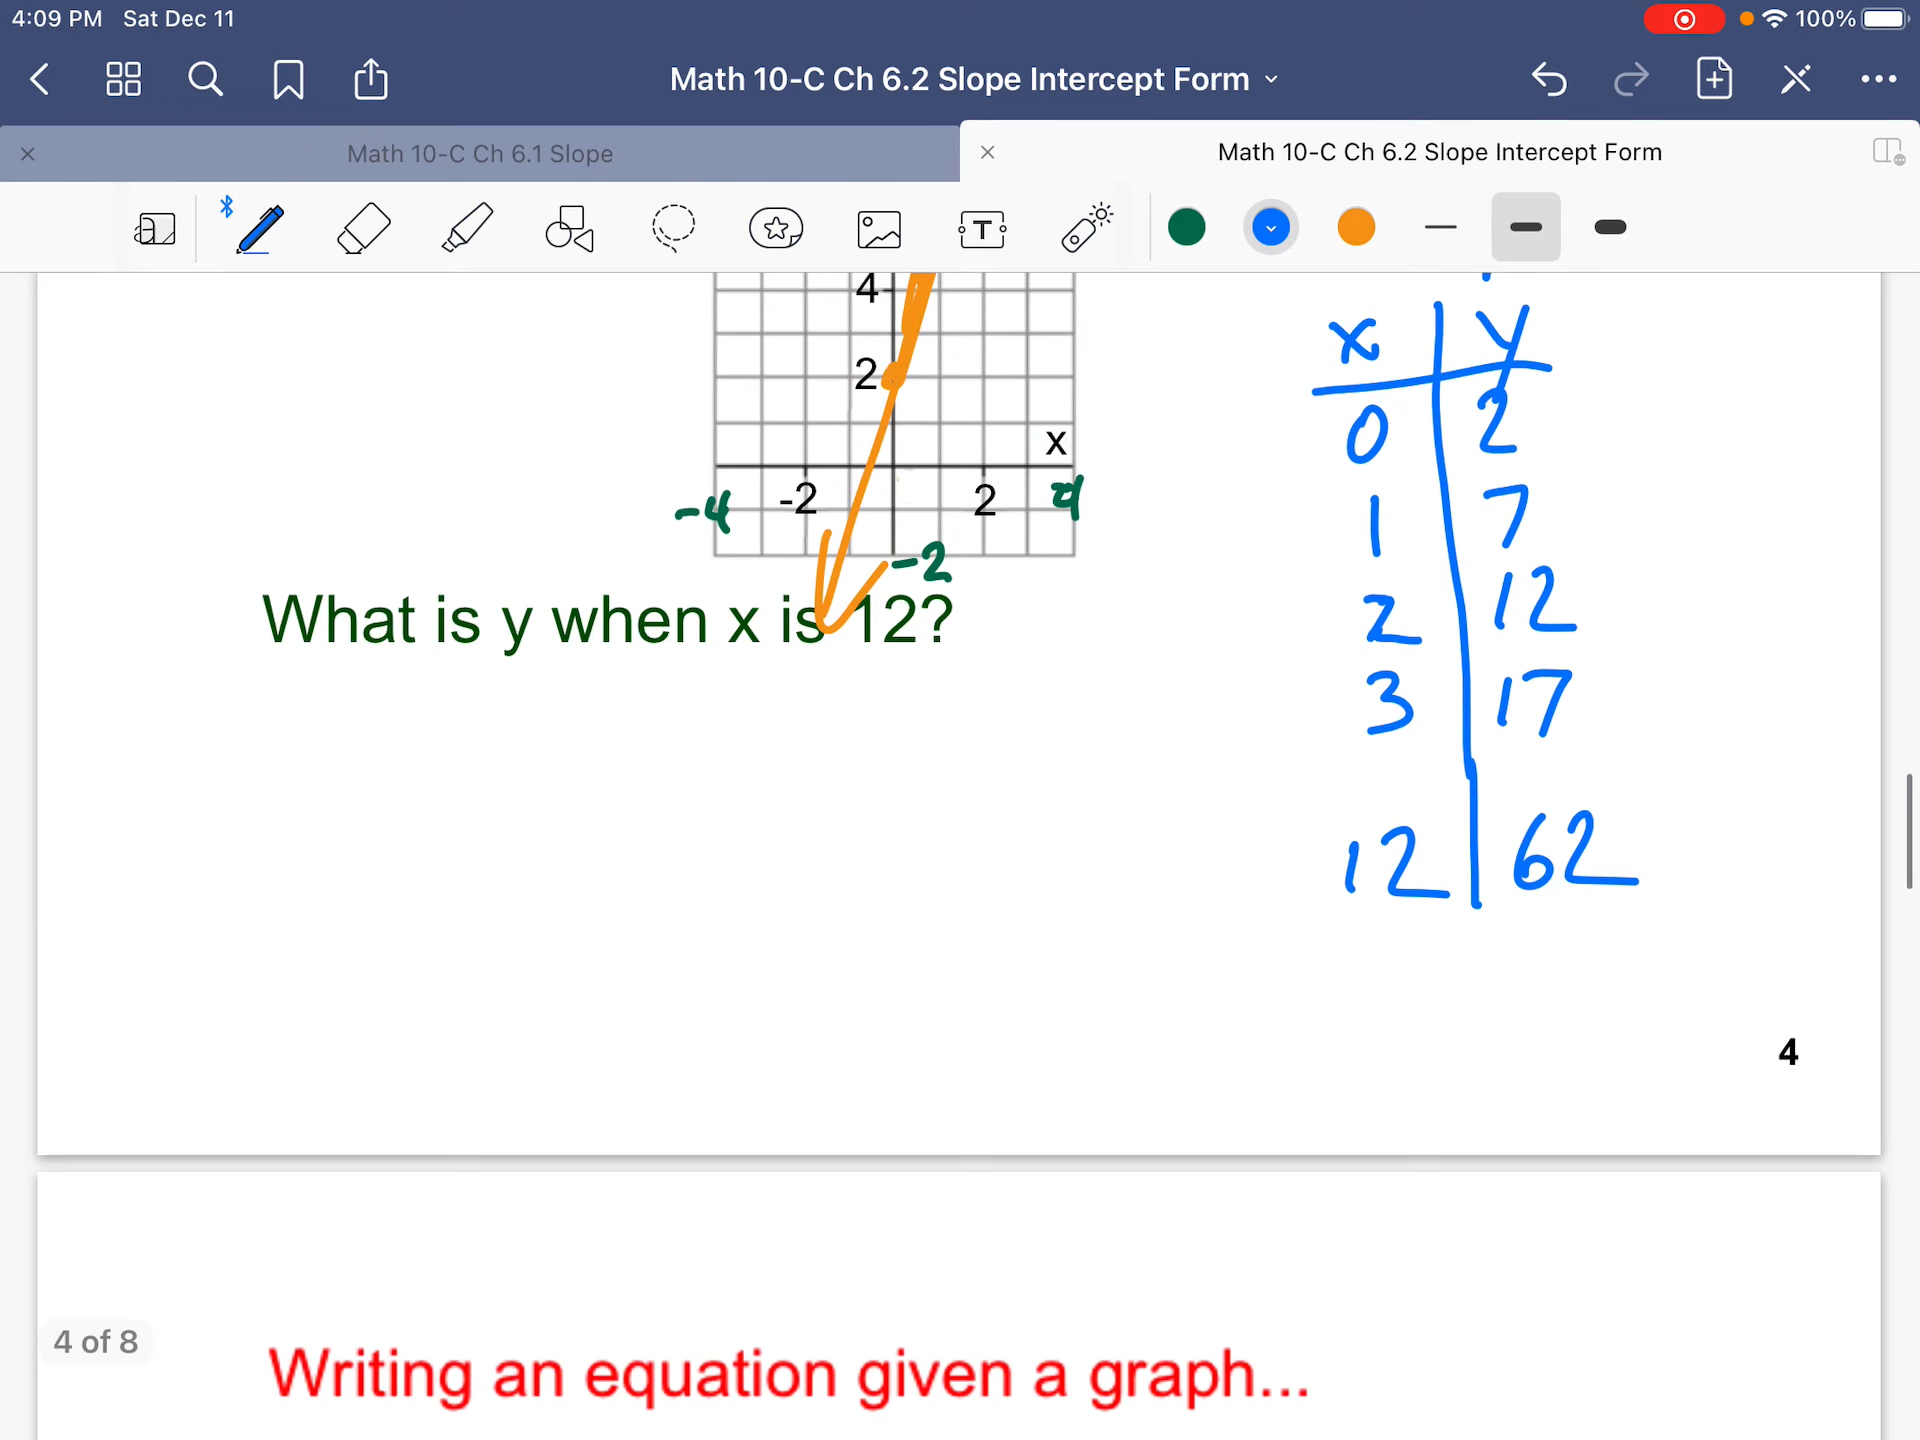 4:09 PM Sat Dec 11 100%
Math 10-C Ch 6.2 Slope Intercept Form
Math 10-C Ch 6.1 Slope
Math 10-C Ch 6.2 Slope Intercept Form
4
2
x
-4 -2 2 4
-2
What is y when x is 12?
x y
0 2
1 7
2 12
3 17
12 62
4
4 of 8
Writing an equation given a graph...